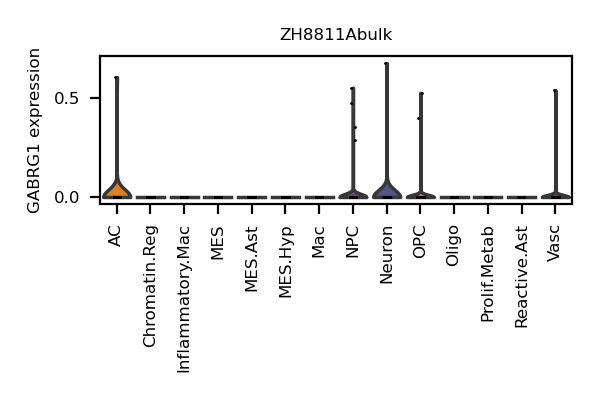 ZH8811Abulk
GABRG1 expression
0.5
0.0
AC
Chromatin.Reg
Inflammatory.Mac
MES
MES.Ast
MES.Hyp
Mac
NPC
Neuron
OPC
Oligo
Prolif.Metab
Reactive.Ast
Vasc